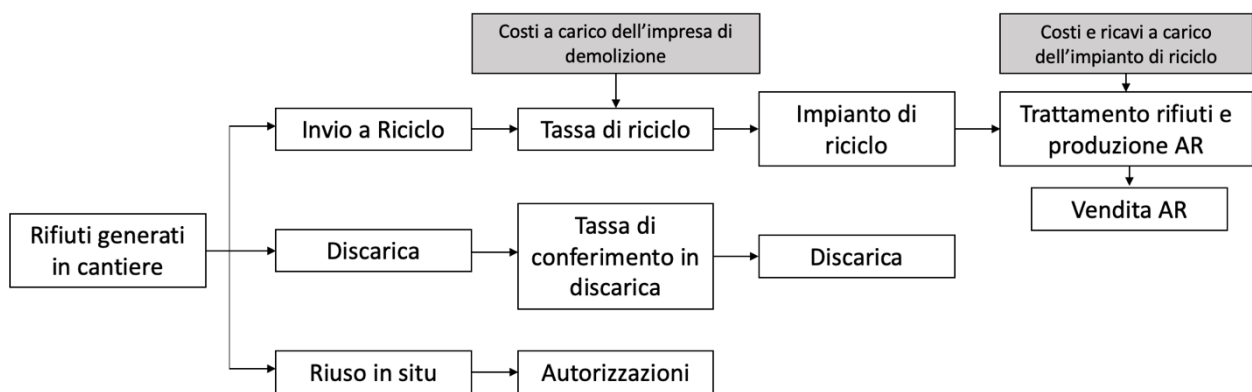 Costi a carico dell'impresa di
demolizione
Costi e ricavi a carico
dell'impianto di riciclo
Invio a Riciclo
Tassa di riciclo
Impianto di
riciclo
Trattamento rifiuti e
produzione AR
Vendita AR
Rifiuti generati
in cantiere
Discarica
Tassa di
conferimento in
discarica
Discarica
Riuso in situ
Autorizzazioni